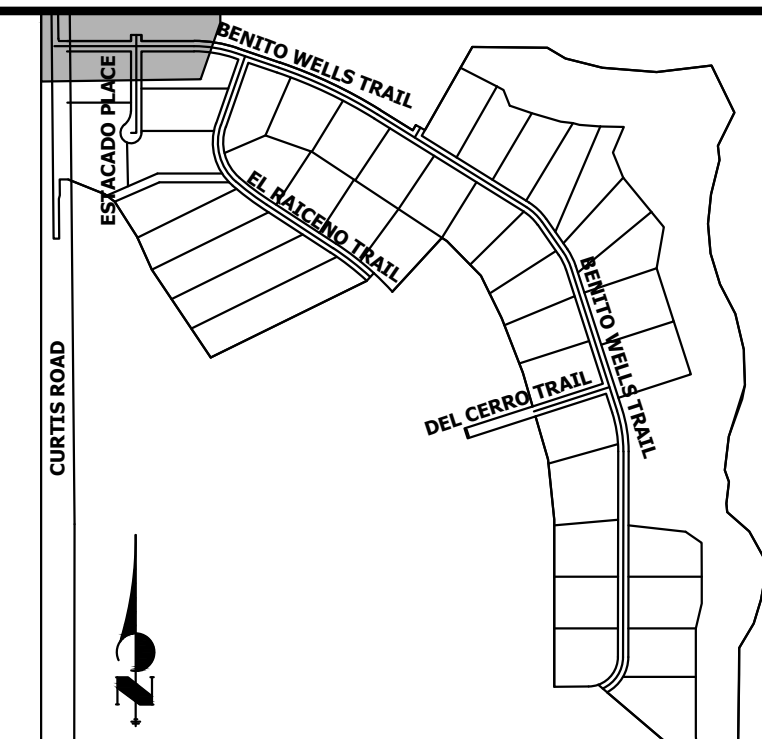 BENITO WELLS TRAIL
ESTACADO PLACE
EL RAICENO TRAIL
BENITO WELLS TRAIL
CURTIS ROAD
DEL CERRO TRAIL
N